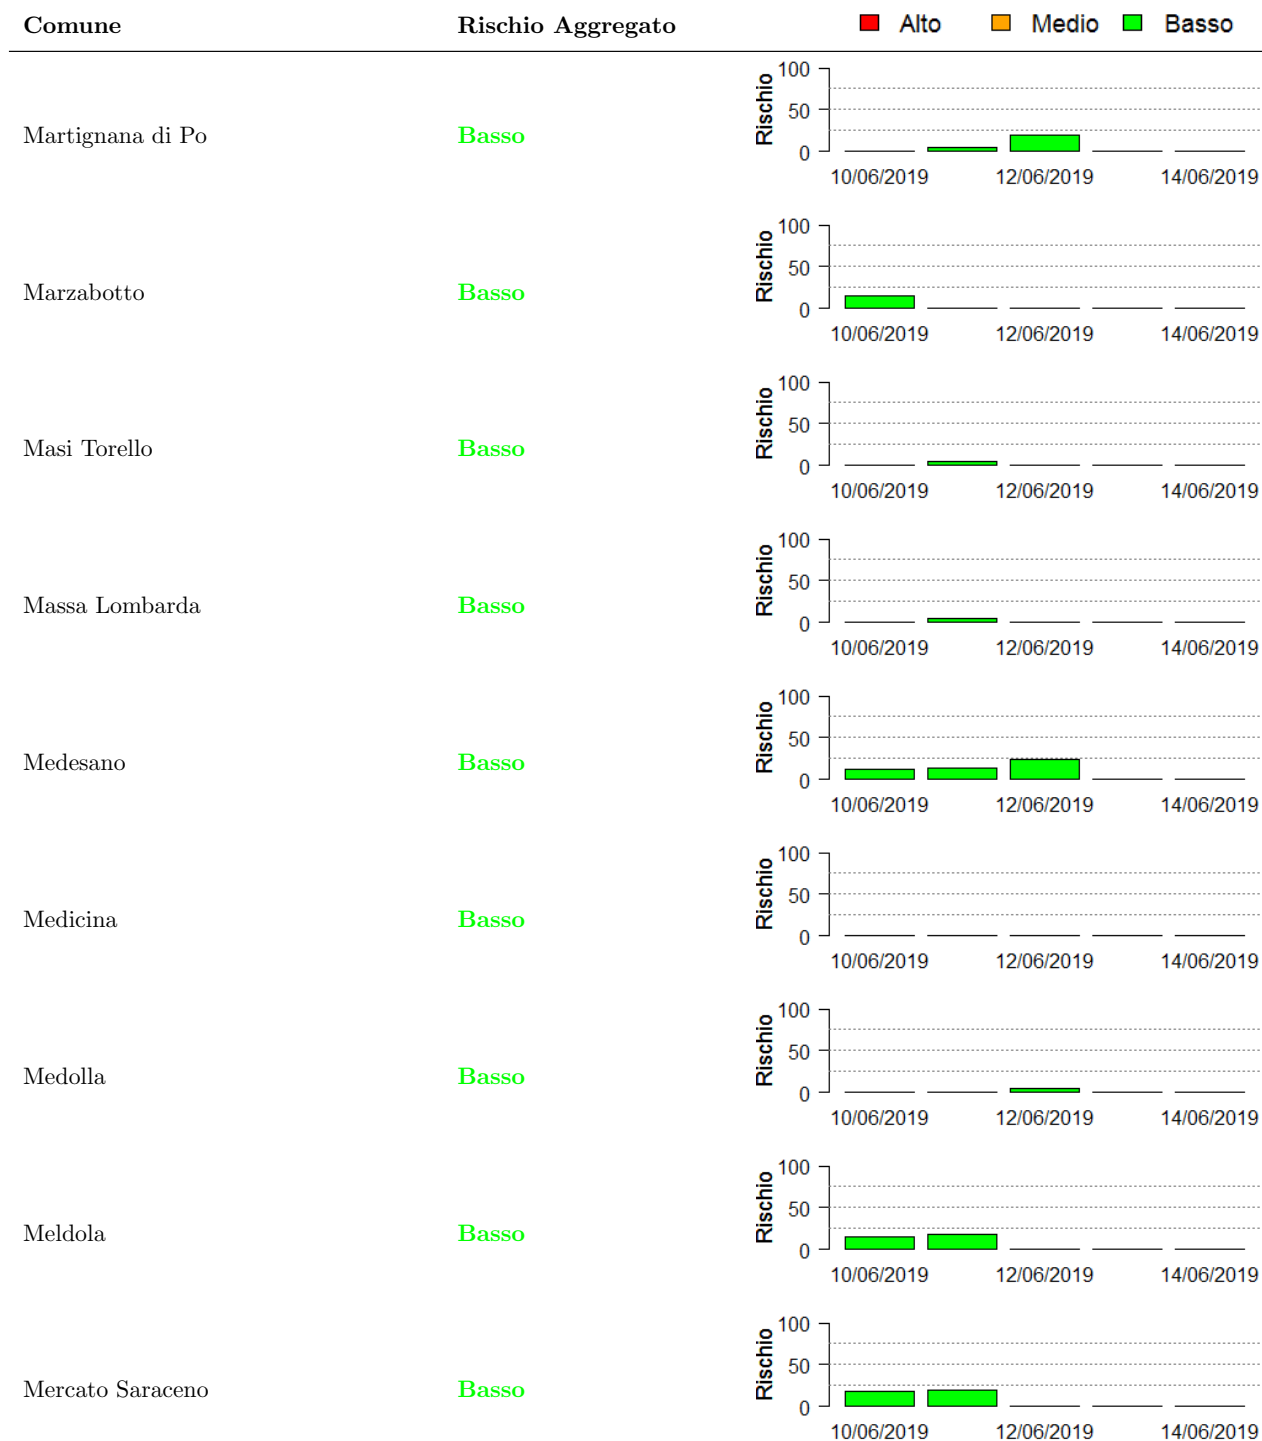 Comune Rischio Aggregato Alto Medio Basso
100
50
0
Rischio
Martignana di Po Basso
10/06/2019 12/06/2019 14/06/2019
100
50
0
Rischio
Marzabotto Basso
10/06/2019 12/06/2019 14/06/2019
100
50
0
Rischio
Masi Torello Basso
10/06/2019 12/06/2019 14/06/2019
100
50
0
Rischio
Massa Lombarda Basso
10/06/2019 12/06/2019 14/06/2019
100
50
0
Rischio
Medesano Basso
10/06/2019 12/06/2019 14/06/2019
100
50
0
Rischio
Medicina Basso
10/06/2019 12/06/2019 14/06/2019
100
50
0
Rischio
Medolla Basso
10/06/2019 12/06/2019 14/06/2019
100
50
0
Rischio
Meldola Basso
10/06/2019 12/06/2019 14/06/2019
100
50
0
Rischio
Mercato Saraceno Basso
10/06/2019 12/06/2019 14/06/2019